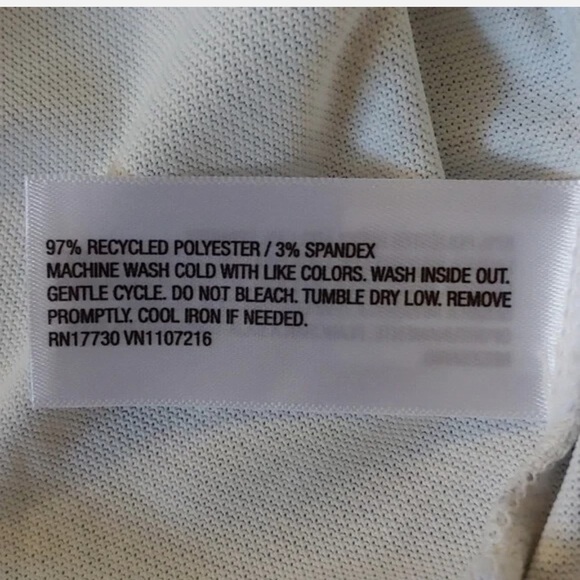 97% RECYCLED POLYESTER / 3% SPANDEX
MACHINE WASH COLD WITH LIKE COLORS. WASH INSIDE OUT.
GENTLE CYCLE. DO NOT BLEACH. TUMBLE DRY LOW. REMOVE
PROMPTLY. COOL IRON IF NEEDED.
RN17730 VN1107216